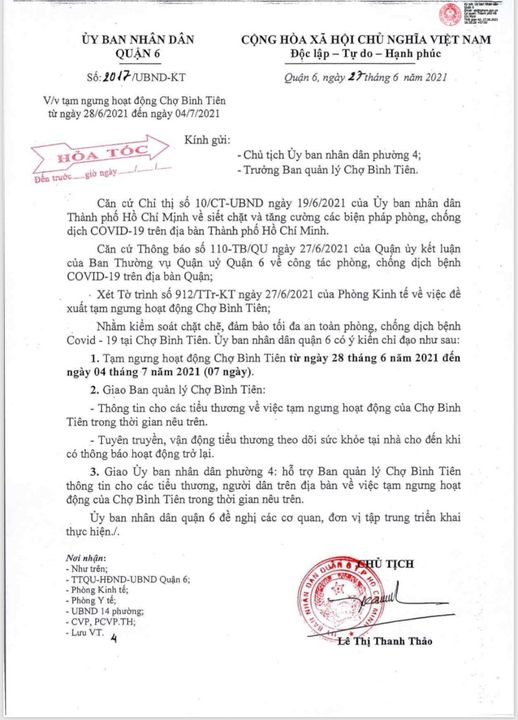 ỦY BAN NHÂN DÂN
QUẬN 6
CỘNG HÒA XÃ HỘI CHỦ NGHĨA VIỆT NAM
Độc lập – Tự do – Hạnh phúc
Số: 2017/UBND-KT
Quận 6, ngày 27 tháng 6 năm 2021
V/v tạm ngưng hoạt động Chợ Bình Tiên
từ ngày 28/6/2021 đến ngày 04/7/2021
HỎA TỐC
Đến trước ... giờ ngày .../.../...
Kính gửi:
- Chủ tịch Ủy ban nhân dân phường 4;
- Trưởng Ban quản lý Chợ Bình Tiên.
Căn cứ Chỉ thị số 10/CT-UBND ngày 19/6/2021 của Ủy ban nhân dân
Thành phố Hồ Chí Minh về siết chặt và tăng cường các biện pháp phòng, chống
dịch COVID-19 trên địa bàn Thành phố Hồ Chí Minh.
Căn cứ Thông báo số 110-TB/QU ngày 27/6/2021 của Quận ủy kết luận
của Ban Thường vụ Quận uỷ Quận 6 về công tác phòng, chống dịch bệnh
COVID-19 trên địa bàn Quận;
Xét Tờ trình số 912/TTr-KT ngày 27/6/2021 của Phòng Kinh tế về việc đề
xuất tạm ngưng hoạt động Chợ Bình Tiên;
Nhằm kiểm soát chặt chẽ, đảm bảo tối đa an toàn phòng, chống dịch bệnh
Covid - 19 tại Chợ Bình Tiên. Ủy ban nhân dân quận 6 có ý kiến chỉ đạo như sau:
1. Tạm ngưng hoạt động Chợ Bình Tiên từ ngày 28 tháng 6 năm 2021 đến
ngày 04 tháng 7 năm 2021 (07 ngày).
2. Giao Ban quản lý Chợ Bình Tiên:
- Thông tin cho các tiểu thương về việc tạm ngưng hoạt động của Chợ Bình
Tiên trong thời gian nêu trên.
- Tuyên truyền, vận động tiểu thương theo dõi sức khỏe tại nhà cho đến khi
có thông báo hoạt động trở lại.
3. Giao Ủy ban nhân dân phường 4: hỗ trợ Ban quản lý Chợ Bình Tiên
thông tin cho các tiểu thương, người dân trên địa bàn về việc tạm ngưng hoạt
động của Chợ Bình Tiên trong thời gian nêu trên.
Ủy ban nhân dân quận 6 đề nghị các cơ quan, đơn vị tập trung triển khai
thực hiện./.
Nơi nhận:
- Như trên;
- TTQU-HĐND-UBND Quận 6;
- Phòng Kinh tế;
- Phòng Y tế;
- UBND 14 phường;
- CVP, PCVP.TH;
- Lưu VT. 4
CHỦ TỊCH
Lê Thị Thanh Thảo